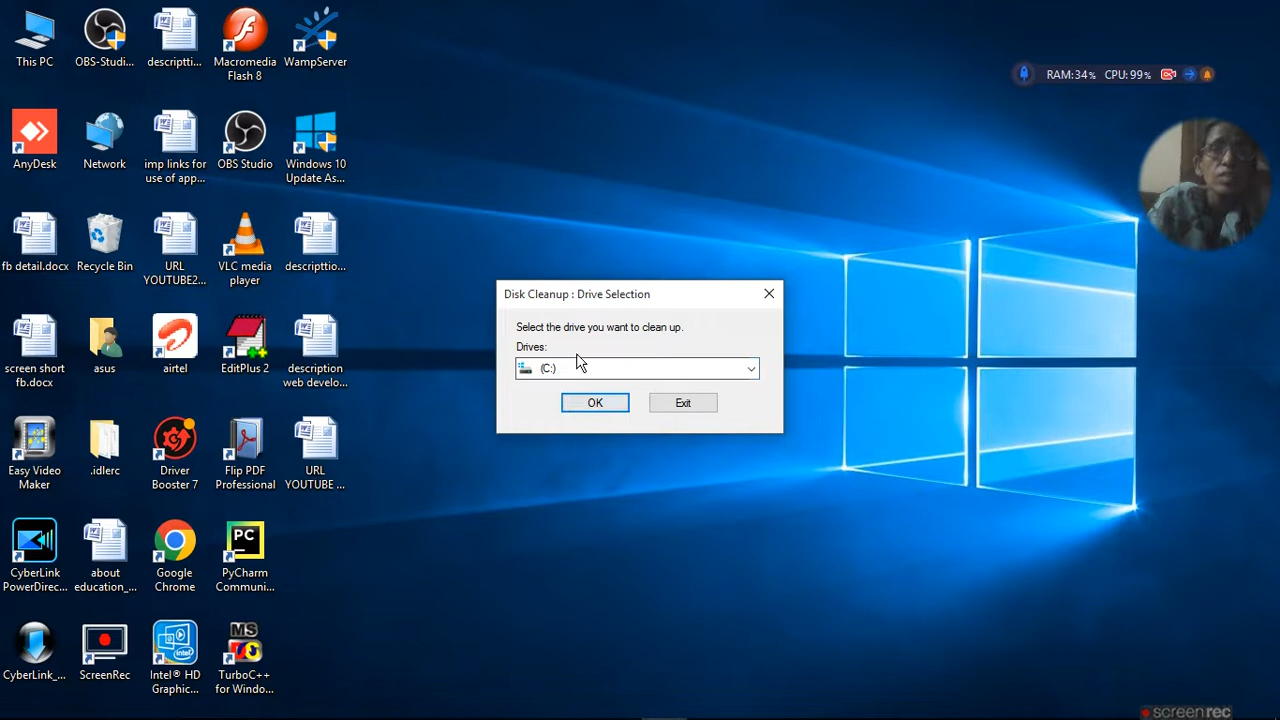 This PC
OBS-Studi...
descriptti...
Macromedia
Flash 8
WampServer
RAM:34% CPU:99%
AnyDesk
Network
imp links for
use of app...
OBS Studio
Windows 10
Update As...
fb detail.docx
Recycle Bin
URL
YOUTUBE2...
VLC media
player
descriptio...
Disk Cleanup : Drive Selection
Select the drive you want to clean up.
Drives:
(C:)
OK
Exit
screen short
fb.docx
asus
airtel
EditPlus 2
description
web develo...
Easy Video
Maker
.idlerc
Driver
Booster 7
Flip PDF
Professional
URL
YOUTUBE ...
CyberLink
PowerDirec...
about
education_...
Google
Chrome
PC
PyCharm
Communi...
CyberLink_...
ScreenRec
Intel® HD
Graphic...
MS
TurboC++
for Windo...
screenrec